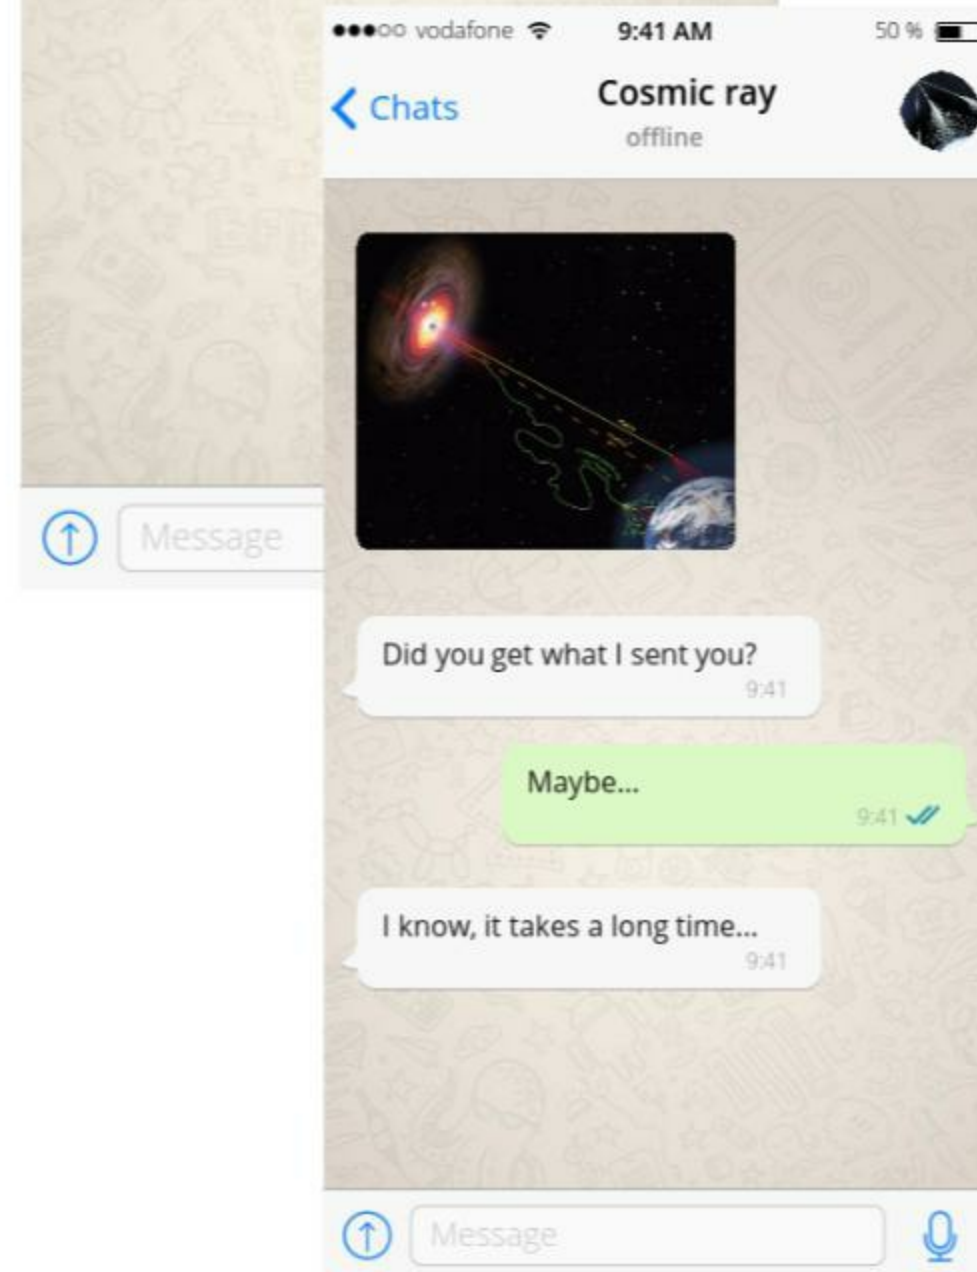 vodafone 9:41 AM 50 %
Chats Cosmic ray
offline
Did you get what I sent you?
9:41
Maybe...
9:41
I know, it takes a long time...
9:41
Message
Message